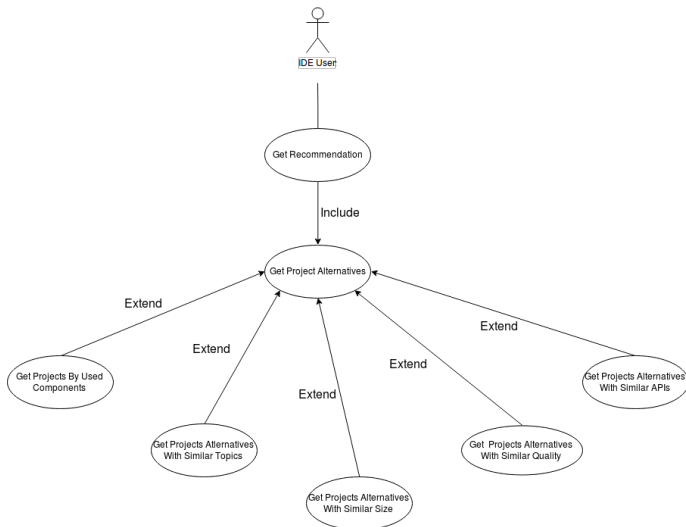 IDE User
Get Recommendation
Include
Get Project Alternatives
Extend
Extend
Extend
Extend
Extend
Get Projects By Used
Components
Get Projects Atlernatives
With Similar Topics
Get Projects Alternatives
With Similar Size
Get  Projects Alternatives
With Similar Quality
Get Projects Alternatives
With Similar APIs